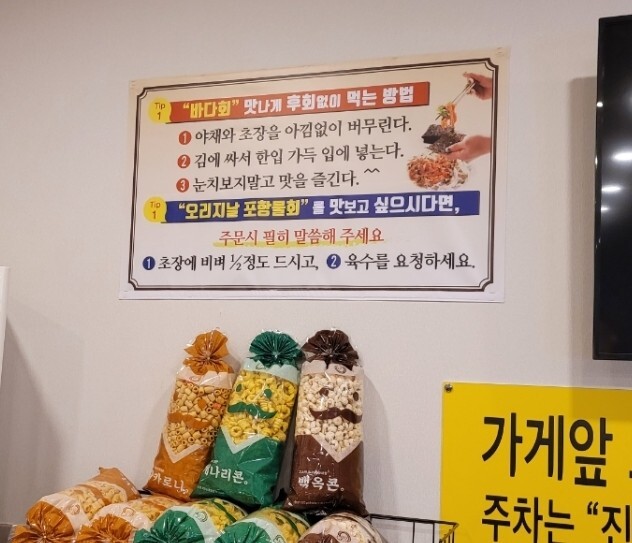 Tip 1 "바다회" 맛나게 후회없이 먹는 방법
1 야채와 초장을 아낌없이 버무린다.
2 김에 싸서 한입 가득 입에 넣는다.
3 눈치보지말고 맛을 즐긴다. ^^
Tip 1 "오리지날 포항물회" 를 맛보고 싶으시다면,
주문시 필히 말씀해 주세요
1 초장에 비벼 ½정도 드시고, 2 육수를 요청하세요.
카로니
나리콘
백옥콘
가게앞
주차는 "진